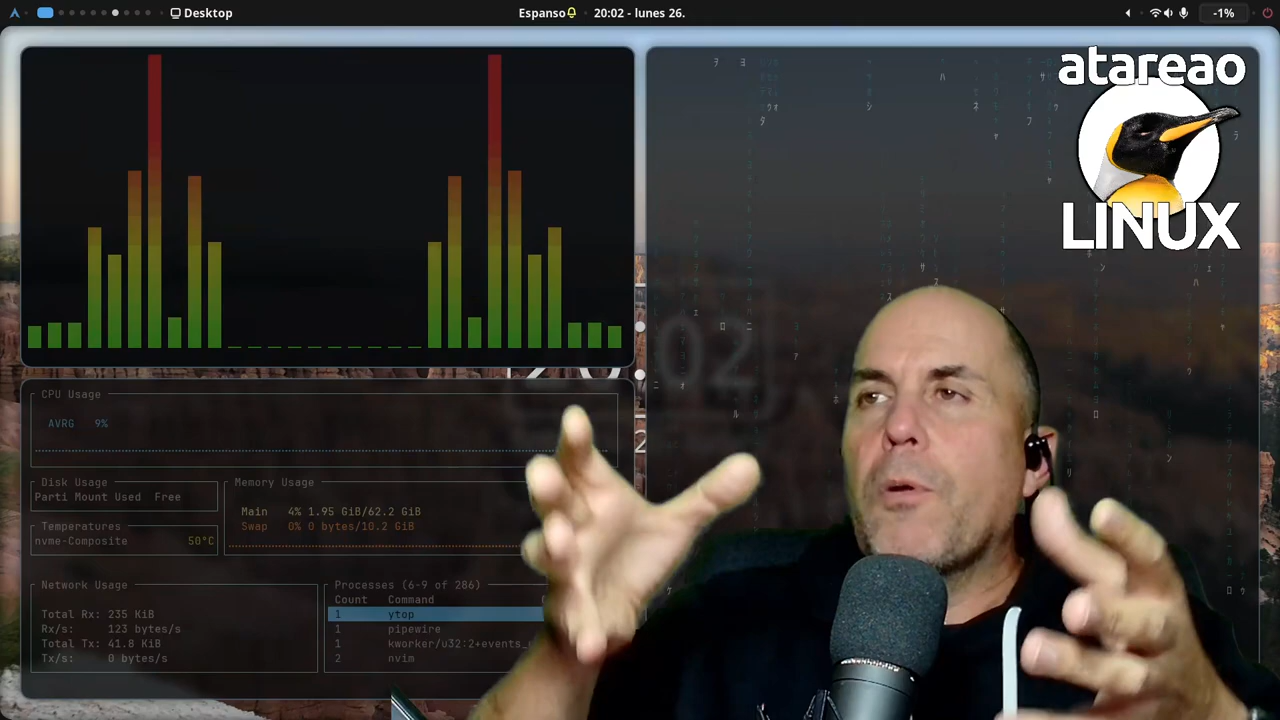 Desktop
Espanso
20:02 - lunes 26.
-1%
atareao
LINUX
CPU Usage
AVRG 9%
Disk Usage
Parti Mount Used Free
Memory Usage
Main 4% 1.95 GiB/62.2 GiB
Swap 0% 0 bytes/10.2 GiB
Temperatures
nvme-Composite 50°C
Network Usage
Total Rx: 235 KiB
Rx/s: 123 bytes/s
Total Tx: 41.8 KiB
Tx/s: 0 bytes/s
Processes (6-9 of 286)
Count Command
1 ytop
1 pipewire
1 kworker/u32:2+events_
2 nvim